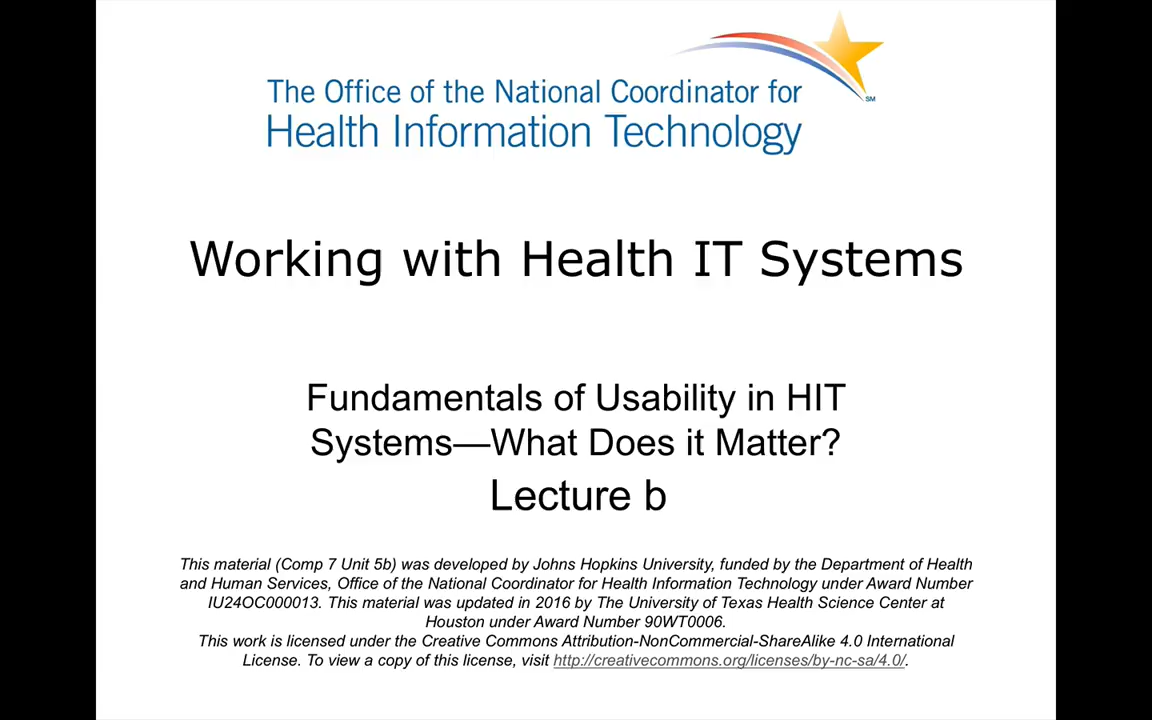 The Office of the National Coordinator for
Health Information Technology
SM
Working with Health IT Systems
Fundamentals of Usability in HIT
Systems—What Does it Matter?
Lecture b
This material (Comp 7 Unit 5b) was developed by Johns Hopkins University, funded by the Department of Health
and Human Services, Office of the National Coordinator for Health Information Technology under Award Number
IU24OC000013. This material was updated in 2016 by The University of Texas Health Science Center at
Houston under Award Number 90WT0006.
This work is licensed under the Creative Commons Attribution-NonCommercial-ShareAlike 4.0 International
License. To view a copy of this license, visit http://creativecommons.org/licenses/by-nc-sa/4.0/.